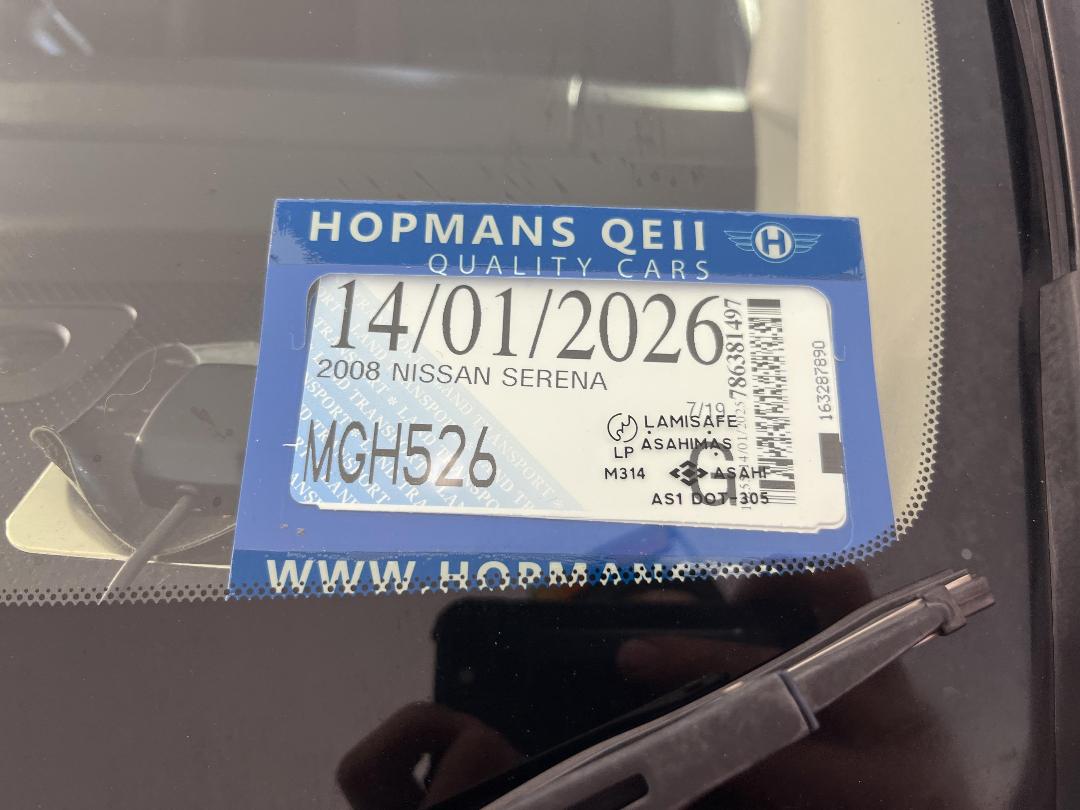 HOPMANS QEII
H
QUALITY CARS
14/01/2026
2008 NISSAN SERENA
MGH526
786381497
163287890
7/19
G
LAMISAFE
ASAHIMAS
LP
M314
ASAHI
AS1 DOT-305
WWW.HOPMANS